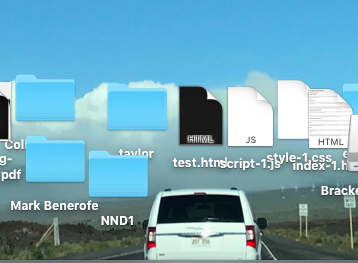 Col
g-
pdf
taylor
HTML
test.html
JS
script-1.js
style-1.css
HTML
index-1.h
Mark Benerofe
NND1
Bracke